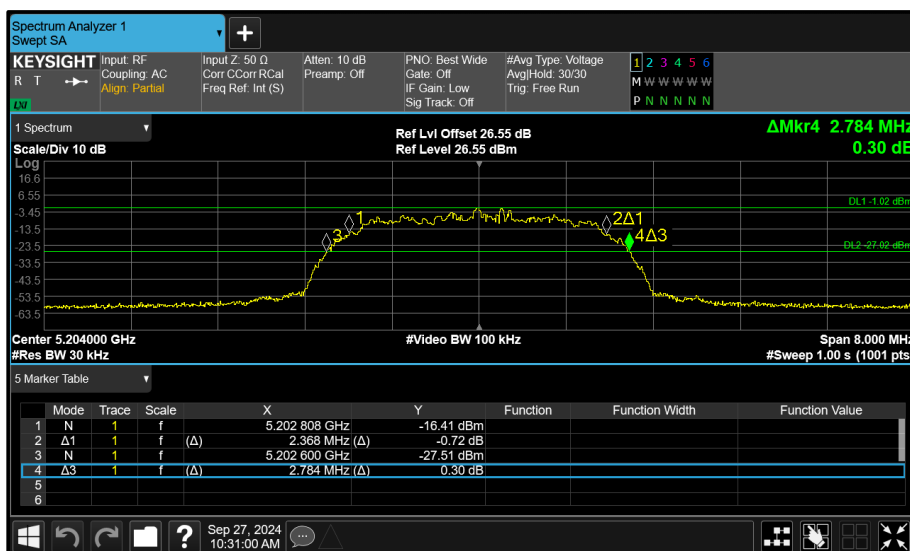 Spectrum Analyzer 1
Swept SA
+
KEYSIGHT
R T
LXI
Input: RF
Coupling: AC
Align: Partial
Input Z: 50 Ω
Corr CCorr RCal
Freq Ref: Int (S)
Atten: 10 dB
Preamp: Off
PNO: Best Wide
Gate: Off
IF Gain: Low
Sig Track: Off
#Avg Type: Voltage
Avg|Hold: 30/30
Trig: Free Run
1 2 3 4 5 6
M W W W W W
P N N N N N
1 Spectrum
Scale/Div 10 dB
Ref Lvl Offset 26.55 dB
Ref Level 26.55 dBm
ΔMkr4 2.784 MHz
0.30 dB
Log
16.6
6.55
-3.45
-13.5
-23.5
-33.5
-43.5
-53.5
-63.5
DL1 -1.02 dBm
1
2Δ1
3
4Δ3
DL2 -27.02 dBm
Center 5.204000 GHz
#Video BW 100 kHz
Span 8.000 MHz
#Res BW 30 kHz
#Sweep 1.00 s (1001 pts
5 Marker Table
Mode Trace Scale X Y Function Function Width Function Value
1 N 1 f 5.202 808 GHz -16.41 dBm
2 Δ1 1 f (Δ) 2.368 MHz (Δ) -0.72 dB
3 N 1 f 5.202 600 GHz -27.51 dBm
4 Δ3 1 f (Δ) 2.784 MHz (Δ) 0.30 dB
5
6
?
Sep 27, 2024
10:31:00 AM